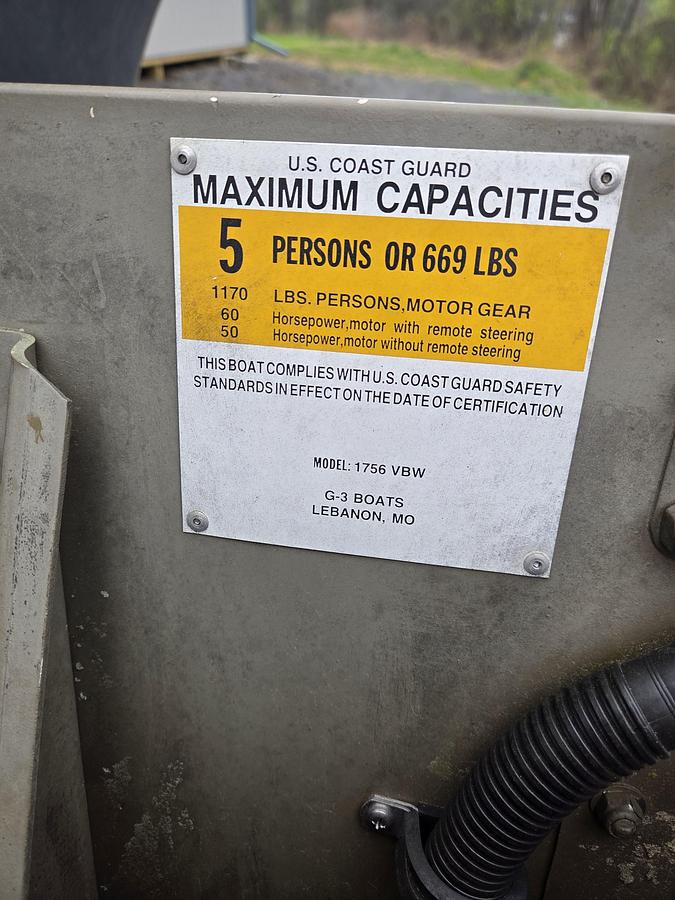 U.S. COAST GUARD
MAXIMUM CAPACITIES
5 PERSONS OR 669 LBS
1170 LBS. PERSONS,MOTOR GEAR
60 Horsepower,motor with remote steering
50 Horsepower,motor without remote steering
THIS BOAT COMPLIES WITH U.S. COAST GUARD SAFETY
STANDARDS IN EFFECT ON THE DATE OF CERTIFICATION
MODEL: 1756 VBW
G-3 BOATS
LEBANON, MO